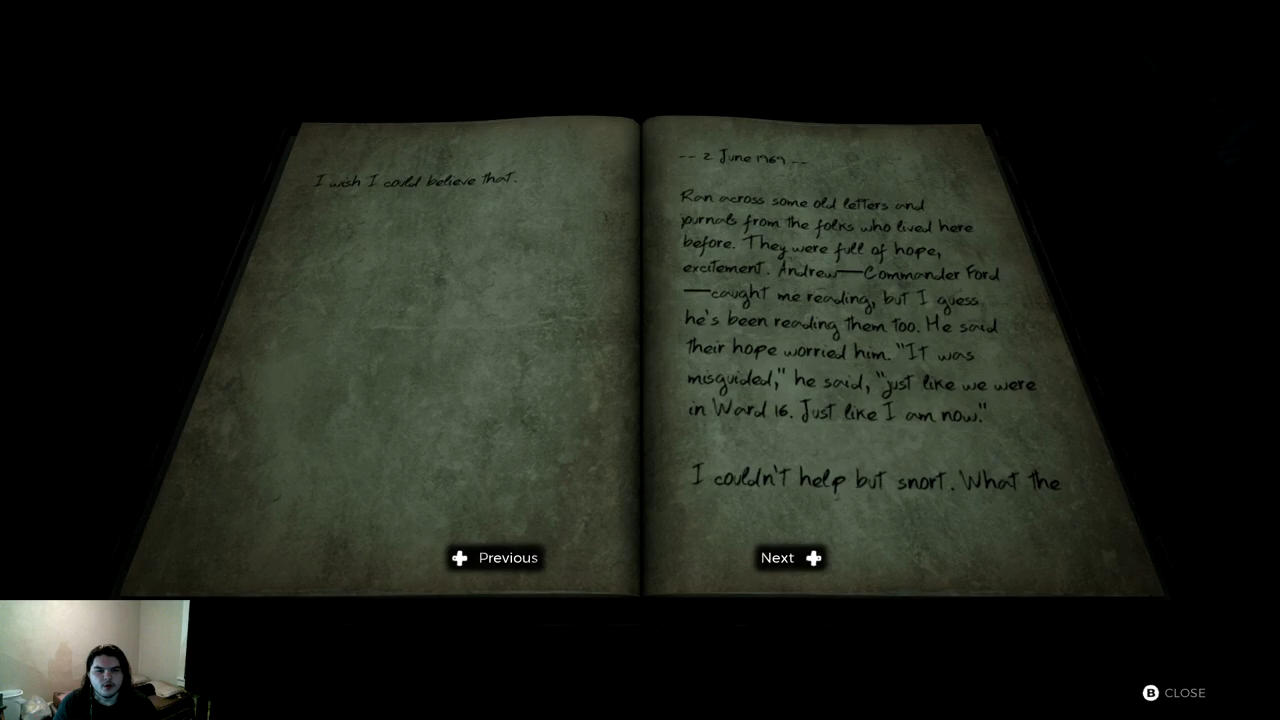 I wish I could believe that.
-- 2 June 1969 --
Ran across some old letters and
journals from the folks who lived here
before. They were full of hope,
excitement. Andrew—Commander Ford
—caught me reading, but I guess
he's been reading them too. He said
their hope worried him. "It was
misguided," he said, "just like we were
in Ward 16. Just like I am now."
I couldn't help but snort. What the
Previous
Next
B CLOSE